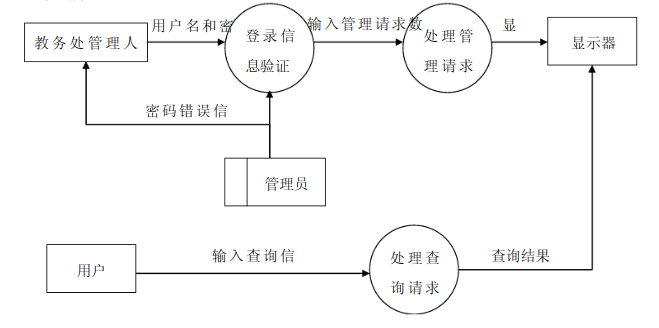 用户名和密
登录信
息验证
输入管理请求数
处理管
理请求
显
显示器
教务处管理人
密码错误信
管理员
用户
输入查询信
处理查
询请求
查询结果